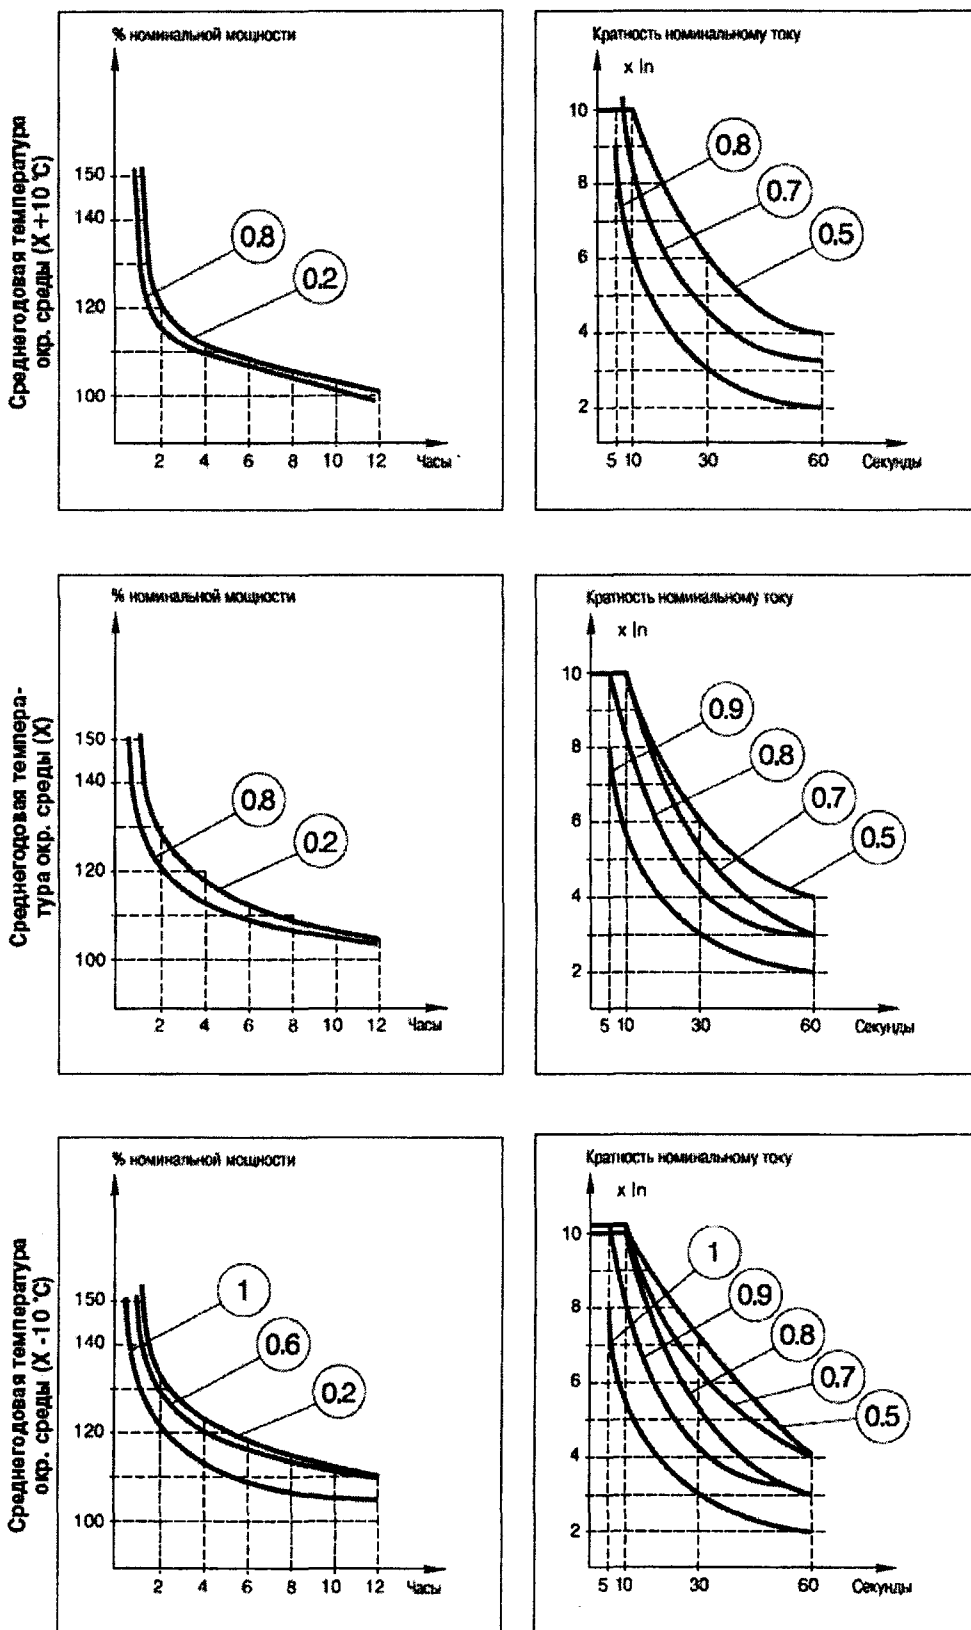 Среднегодовая температура
окр. среды (X +10 °C)
% номинальной мощности
150
140
120
100
0.8
0.2
2 4 6 8 10 12 Часы
Кратность номинальному току
x In
10
8
6
4
2
0.8
0.7
0.5
5 10 30 60 Секунды
Среднегодовая темпера-
тура окр. среды (X)
% номинальной мощности
150
140
120
100
0.8
0.2
2 4 6 8 10 12 Часы
Кратность номинальному току
x In
10
8
6
4
2
0.9
0.8
0.7
0.5
5 10 30 60 Секунды
Среднегодовая температура
окр. среды (X -10 °C)
% номинальной мощности
150
140
120
100
1
0.6
0.2
2 4 6 8 10 12 Часы
Кратность номинальному току
x In
10
8
6
4
2
1
0.9
0.8
0.7
0.5
5 10 30 60 Секунды